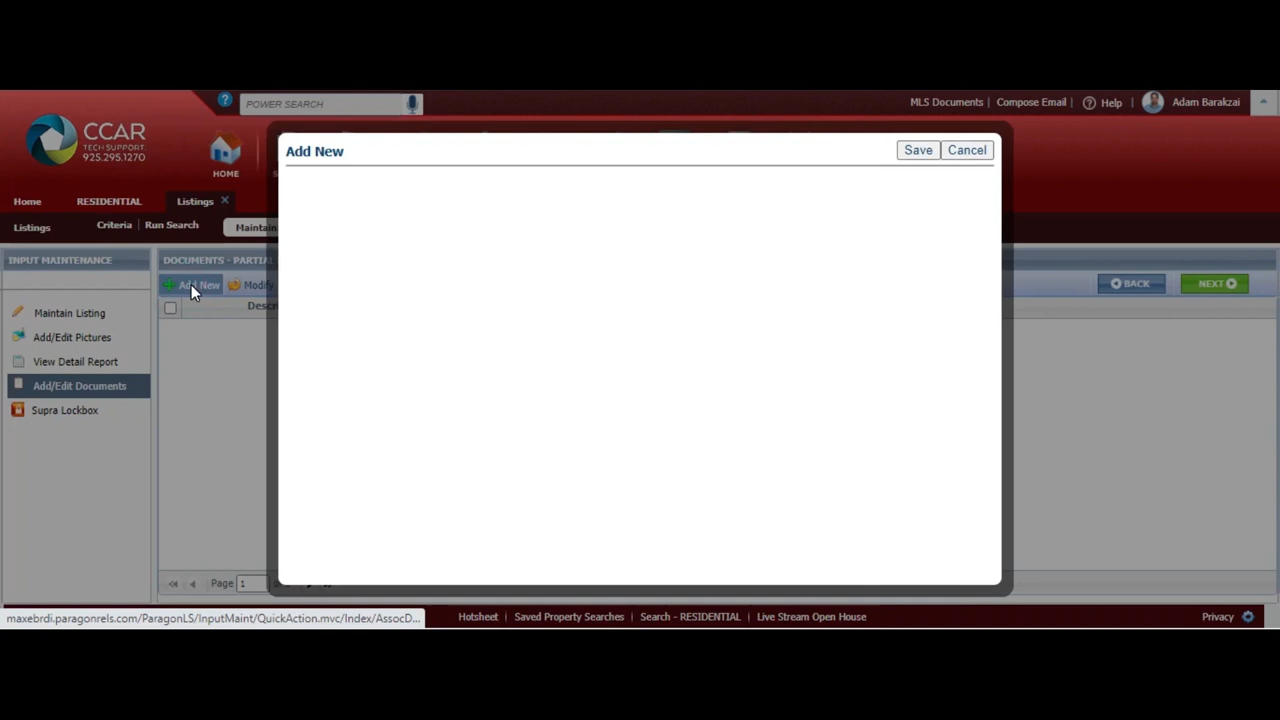 POWER SEARCH
MLS Documents | Compose Email | Help | Adam Barakzai
CCAR
TECH SUPPORT:
925.295.1270
HOME
Add New
Save
Cancel
Home
RESIDENTIAL
Listings
Listings
Criteria | Run Search
Maintain
INPUT MAINTENANCE
DOCUMENTS - PARTIAL
Add New
Modify
BACK
NEXT
Descri
Maintain Listing
Add/Edit Pictures
View Detail Report
Add/Edit Documents
Supra Lockbox
Page 1
maxebrdi.paragonrels.com/ParagonLS/InputMaint/QuickAction.mvc/Index/AssocD...
Hotsheet | Saved Property Searches | Search - RESIDENTIAL | Live Stream Open House
Privacy